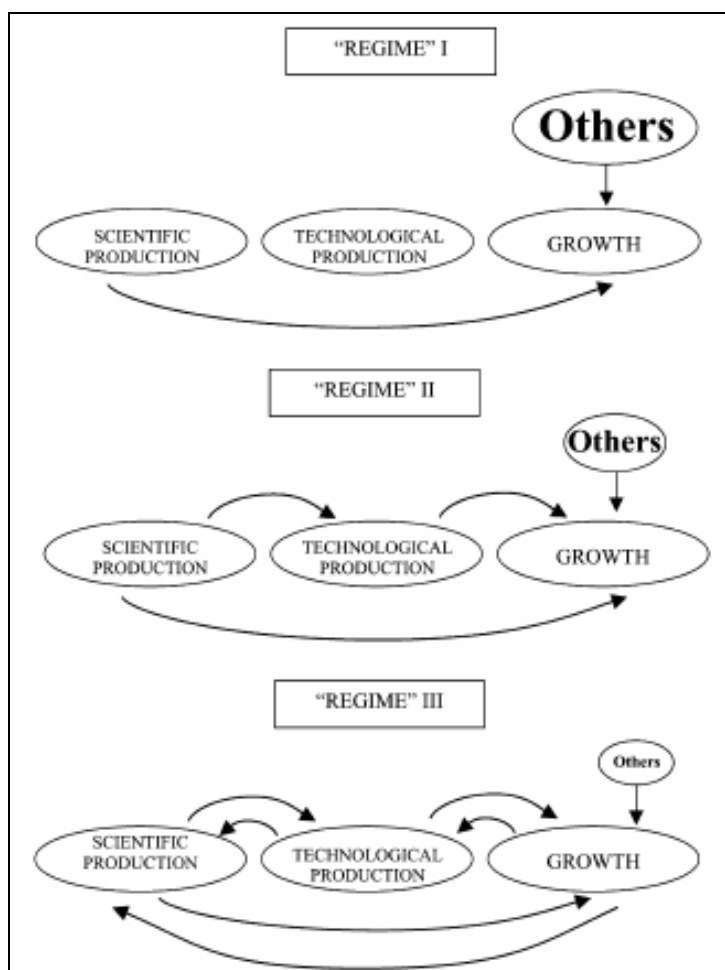 “REGIME” I
Others
SCIENTIFIC
PRODUCTION
TECHNOLOGICAL
PRODUCTION
GROWTH
“REGIME” II
Others
SCIENTIFIC
PRODUCTION
TECHNOLOGICAL
PRODUCTION
GROWTH
“REGIME” III
Others
SCIENTIFIC
PRODUCTION
TECHNOLOGICAL
PRODUCTION
GROWTH